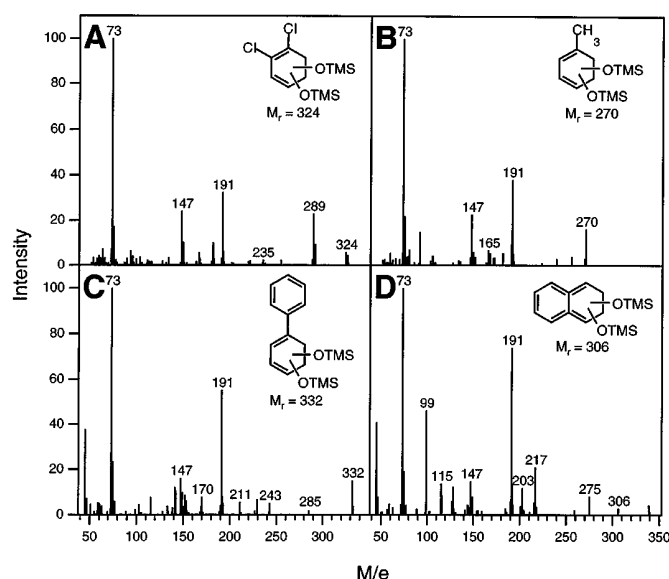 A
73
Cl
Cl
OTMS
OTMS
Mr = 324
147
191
235
289
324
B
73
CH3
OTMS
OTMS
Mr = 270
147
165
191
270
C
73
OTMS
OTMS
Mr = 332
147
170
191
211
243
285
332
D
73
OTMS
OTMS
Mr = 306
99
115
147
191
203
217
275
306
Intensity
100
80
60
40
20
0
100
80
60
40
20
0
50 100 150 200 250 300
50 100 150 200 250 300 350
M/e